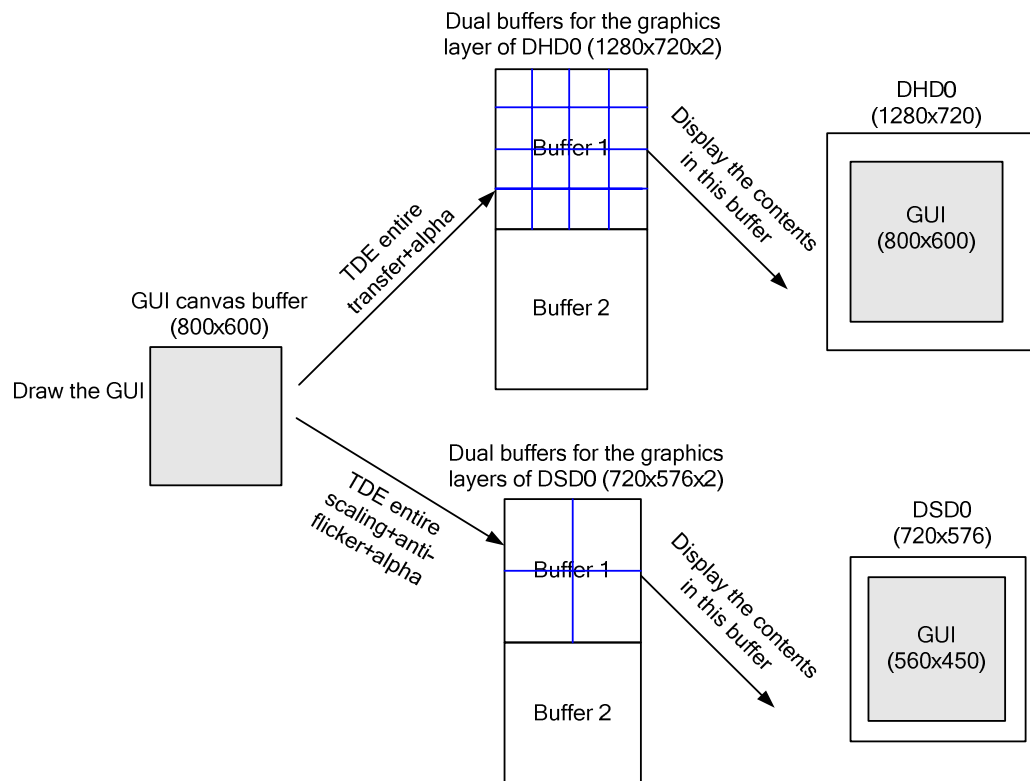 Dual buffers for the graphics
layer of DHD0 (1280x720x2)
Buffer 1
Buffer 2
DHD0
(1280x720)
GUI
(800x600)
Display the contents
in this buffer
TDE entire
transfer+alpha
GUI canvas buffer
(800x600)
Draw the GUI
TDE entire
scaling+anti-
flicker+alpha
Dual buffers for the graphics
layers of DSD0 (720x576x2)
Buffer 1
Buffer 2
Display the contents
in this buffer
DSD0
(720x576)
GUI
(560x450)